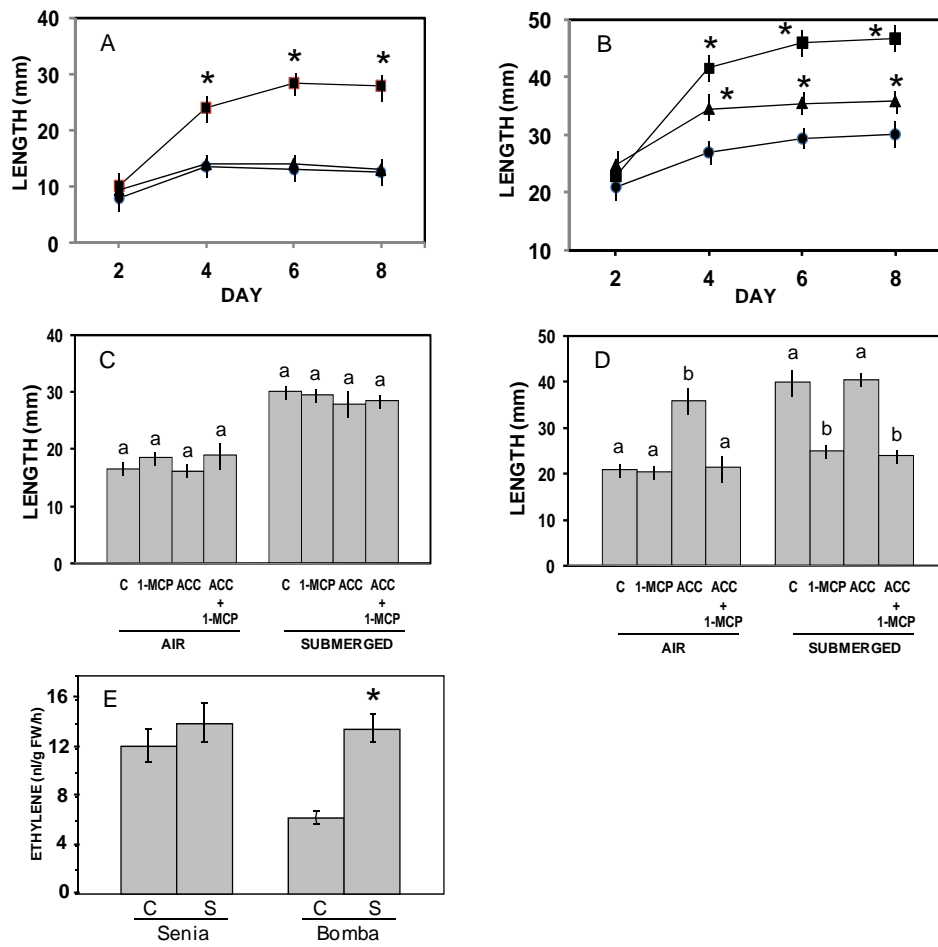 A
LENGTH (mm)
40
30
20
10
0
* * *
2 4 6 8
DAY
B
LENGTH (mm)
50
40
30
20
10
* * *
* * *
2 4 6 8
DAY
C
LENGTH (mm)
40
30
20
10
0
a a a a a a a a
C 1-MCP ACC ACC + 1-MCP C 1-MCP ACC ACC + 1-MCP
AIR SUBMERGED
D
LENGTH (mm)
50
40
30
20
10
0
a a b a a b a b
C 1-MCP ACC ACC + 1-MCP C 1-MCP ACC ACC + 1-MCP
AIR SUBMERGED
E
ETHYLENE (nl/g FW/h)
16
12
8
4
0
*
C S C S
Senia Bomba